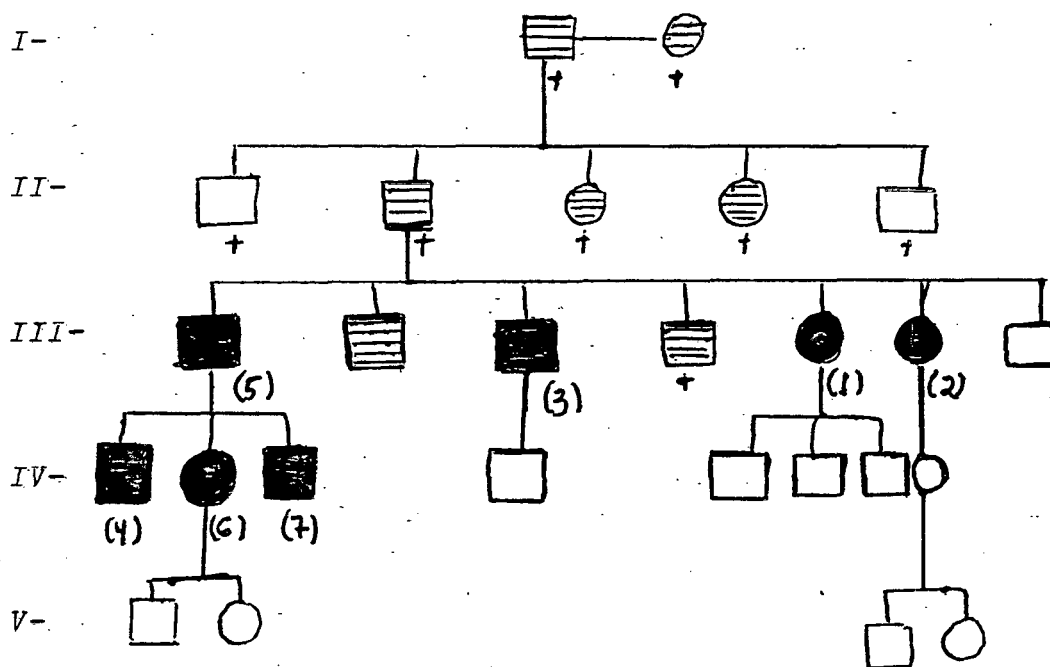 I-
+ +
II-
+ + + + +
III-
+
(5) (3) (1) (2)
IV-
(4) (6) (7)
V-